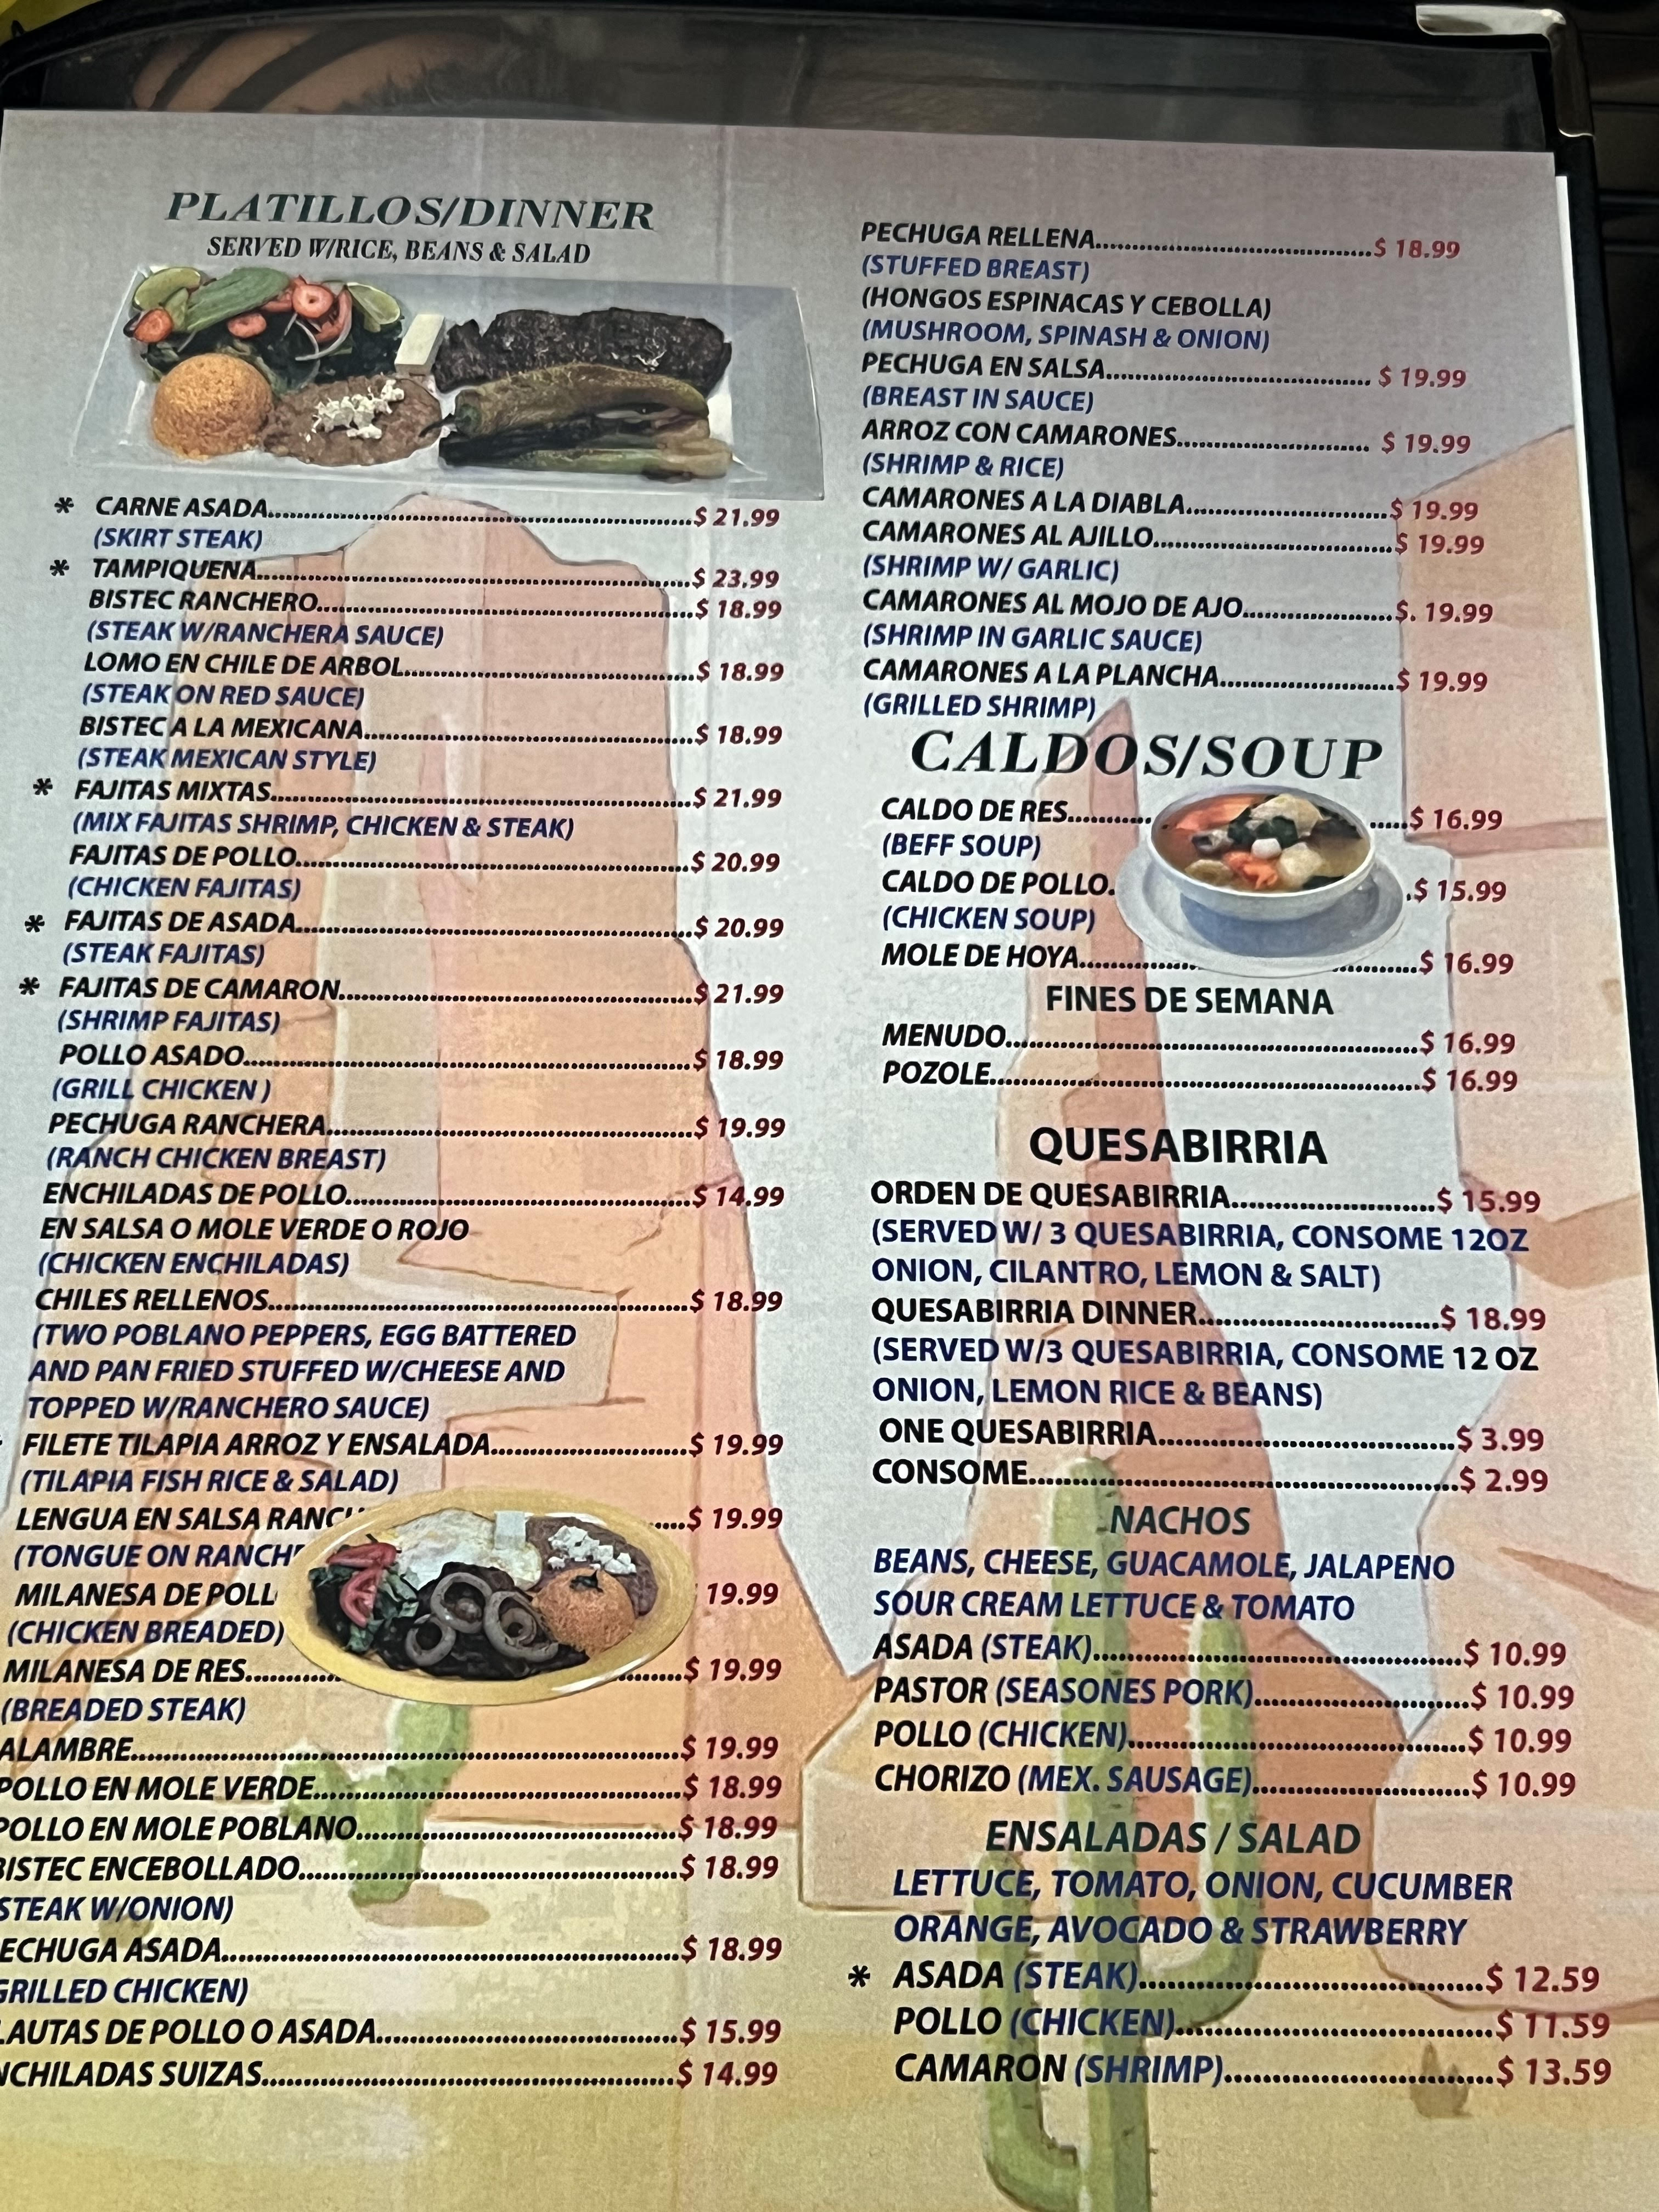 PLATILLOS/DINNER
SERVED W/RICE, BEANS & SALAD
* CARNE ASADA..........$ 21.99
(SKIRT STEAK)
* TAMPIQUENA..........$ 23.99
BISTEC RANCHERO..........$ 18.99
(STEAK W/RANCHERA SAUCE)
LOMO EN CHILE DE ARBOL..........$ 18.99
(STEAK ON RED SAUCE)
BISTEC A LA MEXICANA..........$ 18.99
(STEAK MEXICAN STYLE)
* FAJITAS MIXTAS..........$ 21.99
(MIX FAJITAS SHRIMP, CHICKEN & STEAK)
FAJITAS DE POLLO..........$ 20.99
(CHICKEN FAJITAS)
* FAJITAS DE ASADA..........$ 20.99
(STEAK FAJITAS)
* FAJITAS DE CAMARON..........$ 21.99
(SHRIMP FAJITAS)
POLLO ASADO..........$ 18.99
(GRILL CHICKEN )
PECHUGA RANCHERA..........$ 19.99
(RANCH CHICKEN BREAST)
ENCHILADAS DE POLLO..........$ 14.99
EN SALSA O MOLE VERDE O ROJO
(CHICKEN ENCHILADAS)
CHILES RELLENOS..........$ 18.99
(TWO POBLANO PEPPERS, EGG BATTERED
AND PAN FRIED STUFFED W/CHEESE AND
TOPPED W/RANCHERO SAUCE)
FILETE TILAPIA ARROZ Y ENSALADA..........$ 19.99
(TILAPIA FISH RICE & SALAD)
LENGUA EN SALSA .....$ 19.99
(TONGUE ON
MILANESA DE 19.99
(CHICKEN BREADED)
MILANESA DE RES..........$ 19.99
(BREADED STEAK)
ALAMBRE..........$ 19.99
POLLO EN MOLE VERDE..........$ 18.99
POLLO EN MOLE POBLANO..........$ 18.99
BISTEC ENCEBOLLADO..........$ 18.99
STEAK W/ONION)
ECHUGA ASADA..........$ 18.99
GRILLED CHICKEN)
LAUTAS DE POLLO O ASADA..........$ 15.99
NCHILADAS SUIZAS..........$ 14.99
PECHUGA RELLENA..........$ 18.99
(STUFFED BREAST)
(HONGOS ESPINACAS Y CEBOLLA)
(MUSHROOM, SPINASH & ONION)
PECHUGA EN SALSA..........$ 19.99
(BREAST IN SAUCE)
ARROZ CON CAMARONES..........$ 19.99
(SHRIMP & RICE)
CAMARONES A LA DIABLA..........$ 19.99
CAMARONES AL AJILLO..........$ 19.99
(SHRIMP W/ GARLIC)
CAMARONES AL MOJO DE AJO..........$. 19.99
(SHRIMP IN GARLIC SAUCE)
CAMARONES A LA PLANCHA..........$ 19.99
(GRILLED SHRIMP)
CALDOS/SOUP
CALDO DE RES..........$ 16.99
(BEFF SOUP)
CALDO DE POLLO. .$ 15.99
(CHICKEN SOUP)
MOLE DE HOYA..........$ 16.99
FINES DE SEMANA
MENUDO..........$ 16.99
POZOLE..........$ 16.99
QUESABIRRIA
ORDEN DE QUESABIRRIA..........$ 15.99
(SERVED W/ 3 QUESABIRRIA, CONSOME 12OZ
ONION, CILANTRO, LEMON & SALT)
QUESABIRRIA DINNER..........$ 18.99
(SERVED W/3 QUESABIRRIA, CONSOME 12 OZ
ONION, LEMON RICE & BEANS)
ONE QUESABIRRIA..........$ 3.99
CONSOME..........$ 2.99
NACHOS
BEANS, CHEESE, GUACAMOLE, JALAPENO
SOUR CREAM LETTUCE & TOMATO
ASADA (STEAK)..........$ 10.99
PASTOR (SEASONES PORK)..........$ 10.99
POLLO (CHICKEN)..........$ 10.99
CHORIZO (MEX. SAUSAGE)..........$ 10.99
ENSALADAS / SALAD
LETTUCE, TOMATO, ONION, CUCUMBER
ORANGE, AVOCADO & STRAWBERRY
* ASADA (STEAK)..........$ 12.59
POLLO (CHICKEN)..........$ 11.59
CAMARON (SHRIMP)..........$ 13.59